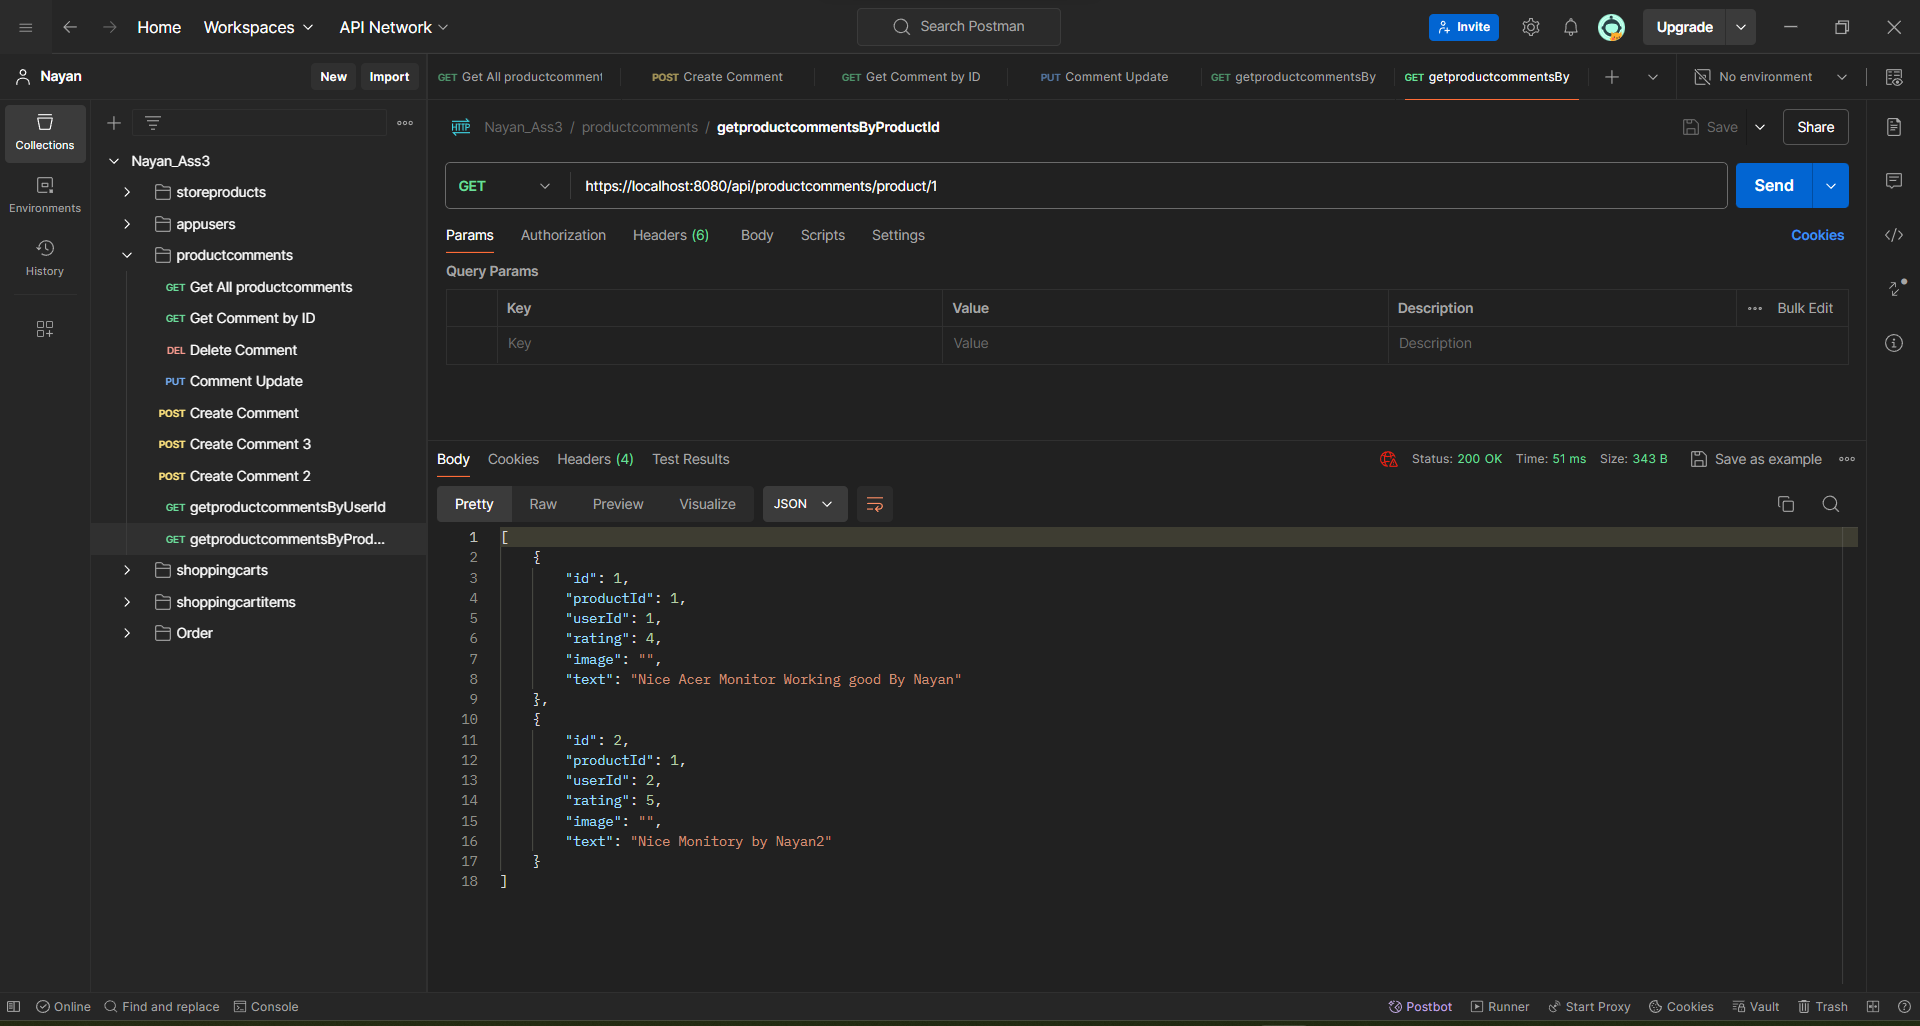 Home Workspaces API Network Search Postman Invite Upgrade
Nayan New Import
GET Get All productcomment POST Create Comment GET Get Comment by ID PUT Comment Update GET getproductcommentsBy GET getproductcommentsBy No environment
Collections
Environments
History
Nayan_Ass3
storeproducts
appusers
productcomments
GET Get All productcomments
GET Get Comment by ID
DEL Delete Comment
PUT Comment Update
POST Create Comment
POST Create Comment 3
POST Create Comment 2
GET getproductcommentsByUserId
GET getproductcommentsByProd...
shoppingcarts
shoppingcartitems
Order
HTTP Nayan_Ass3 / productcomments / getproductcommentsByProductId Save Share
GET https://localhost:8080/api/productcomments/product/1 Send
Params Authorization Headers (6) Body Scripts Settings Cookies
Query Params
Key Value Description Bulk Edit
Key Value Description
Body Cookies Headers (4) Test Results Status: 200 OK Time: 51 ms Size: 343 B Save as example
Pretty Raw Preview Visualize JSON
1 [
2 {
3 "id": 1,
4 "productId": 1,
5 "userId": 1,
6 "rating": 4,
7 "image": "",
8 "text": "Nice Acer Monitor Working good By Nayan"
9 },
10 {
11 "id": 2,
12 "productId": 1,
13 "userId": 2,
14 "rating": 5,
15 "image": "",
16 "text": "Nice Monitory by Nayan2"
17 }
18 ]
Online Find and replace Console Postbot Runner Start Proxy Cookies Vault Trash